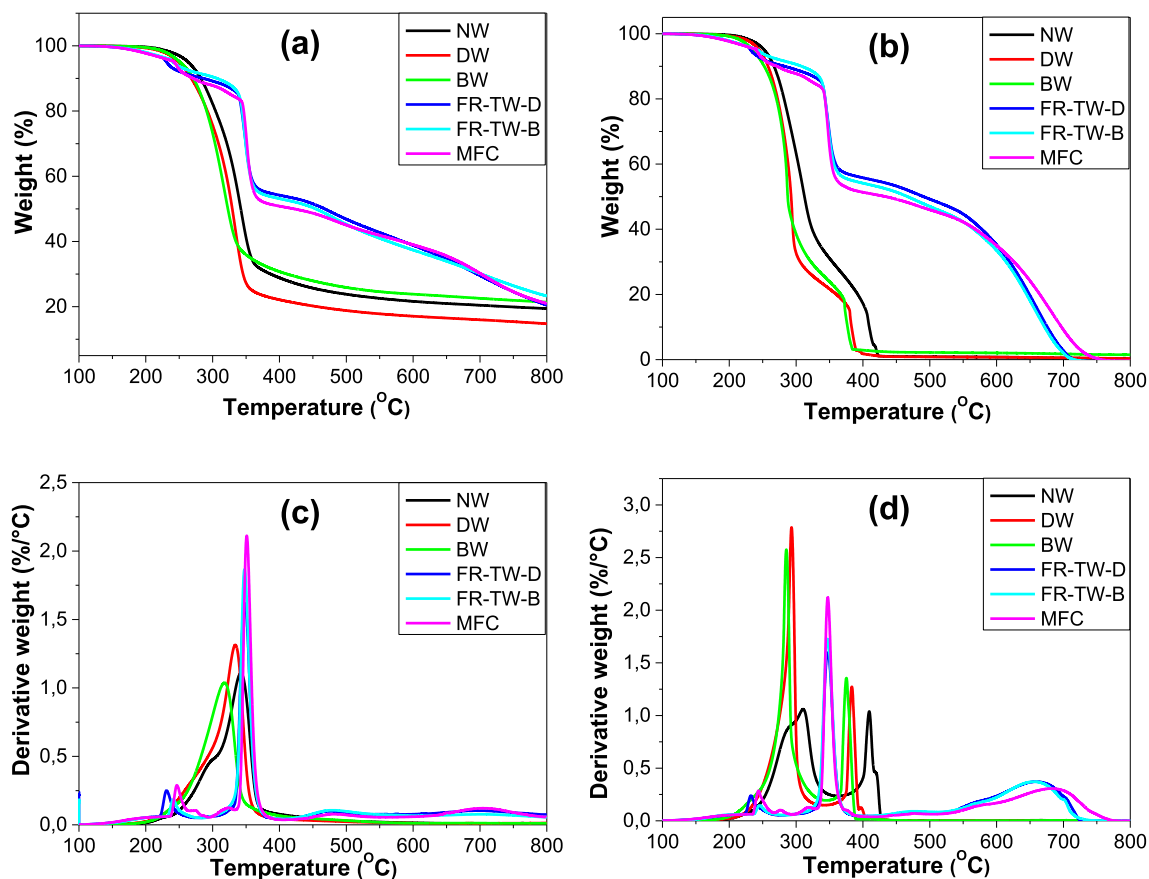 (a)
NW
DW
BW
FR-TW-D
FR-TW-B
MFC
Weight (%)
100
80
60
40
20
100 200 300 400 500 600 700 800
Temperature (°C)
(b)
NW
DW
BW
FR-TW-D
FR-TW-B
MFC
Weight (%)
100
80
60
40
20
0
100 200 300 400 500 600 700 800
Temperature (°C)
(c)
NW
DW
BW
FR-TW-D
FR-TW-B
MFC
Derivative weight (%/°C)
2,5
2,0
1,5
1,0
0,5
0,0
100 200 300 400 500 600 700 800
Temperature (°C)
(d)
NW
DW
BW
FR-TW-D
FR-TW-B
MFC
Derivative weight (%/°C)
3,0
2,5
2,0
1,5
1,0
0,5
0,0
100 200 300 400 500 600 700 800
Temperature (°C)